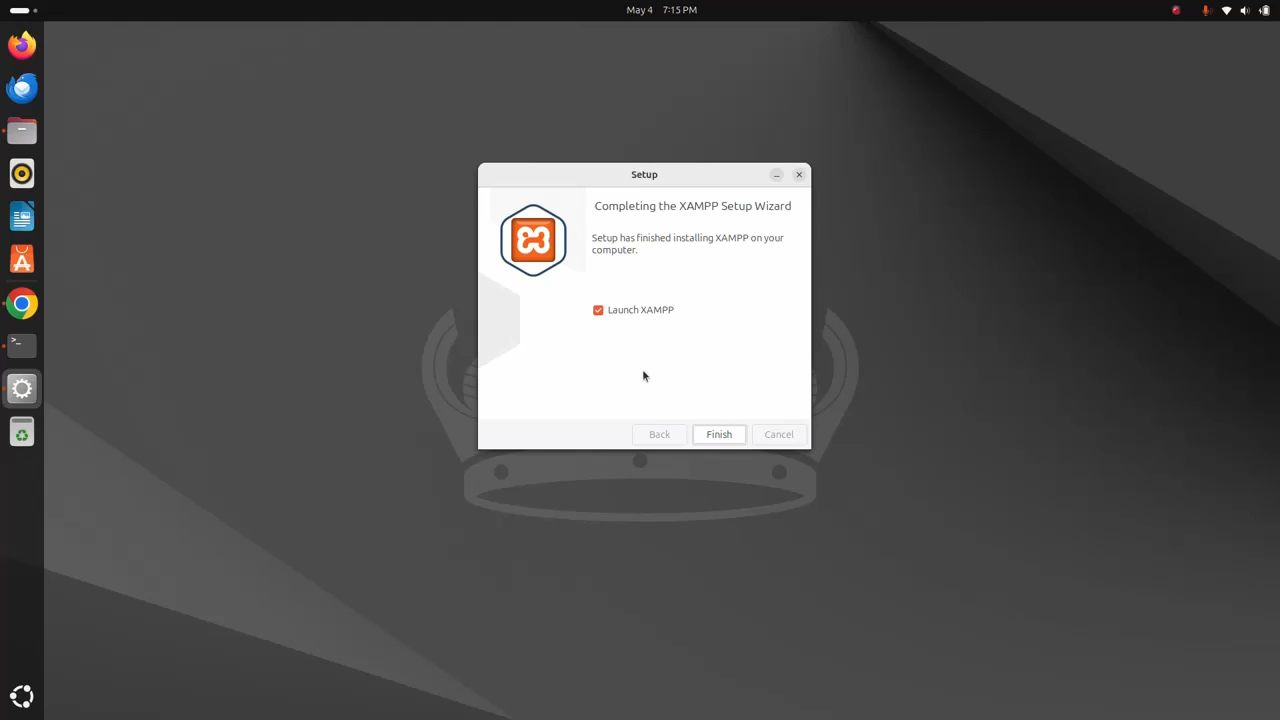 May 4 7:15 PM
Setup
Completing the XAMPP Setup Wizard
Setup has finished installing XAMPP on your
computer.
Launch XAMPP
Back
Finish
Cancel